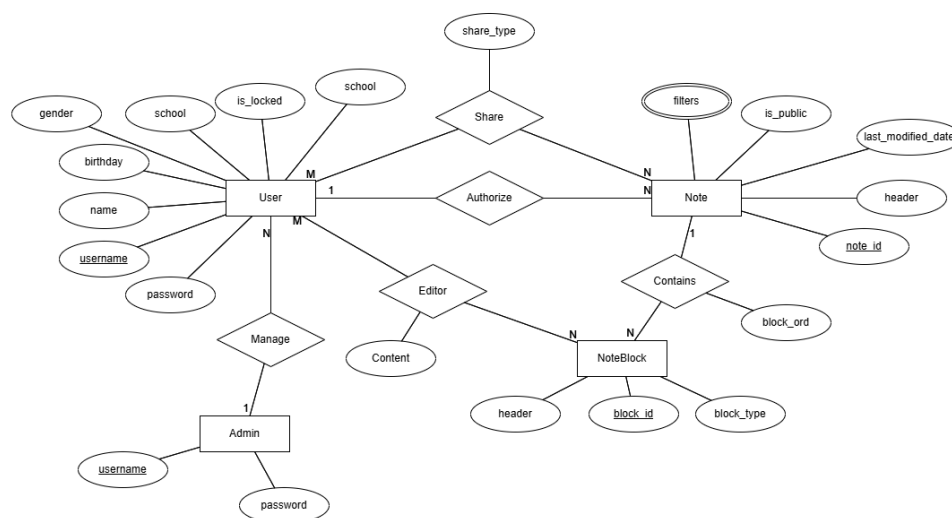 share_type
school
is_locked
school
gender
filters
is_public
Share
last_modified_date
birthday
M
N
User
1
Authorize
N
Note
header
name
M
N
1
username
note_id
password
Editor
Contains
block_ord
Manage
Content
N
N
NoteBlock
header
block_id
block_type
1
Admin
username
password